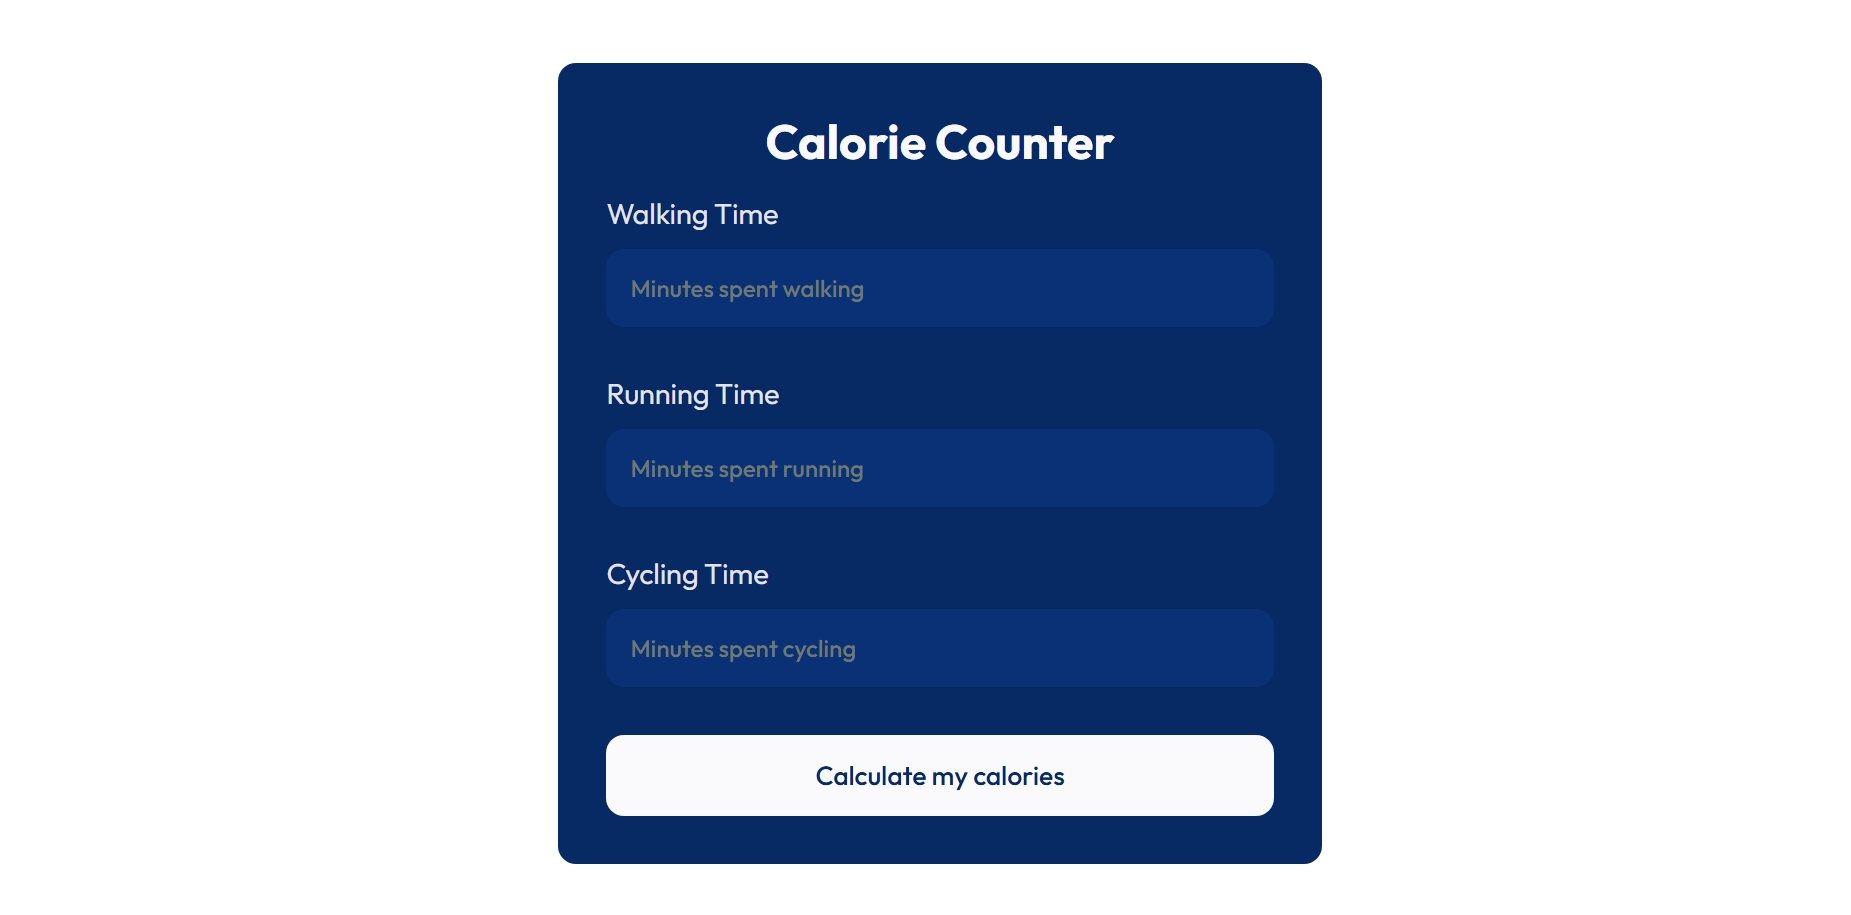 Calorie Counter
Walking Time
Minutes spent walking
Running Time
Minutes spent running
Cycling Time
Minutes spent cycling
Calculate my calories